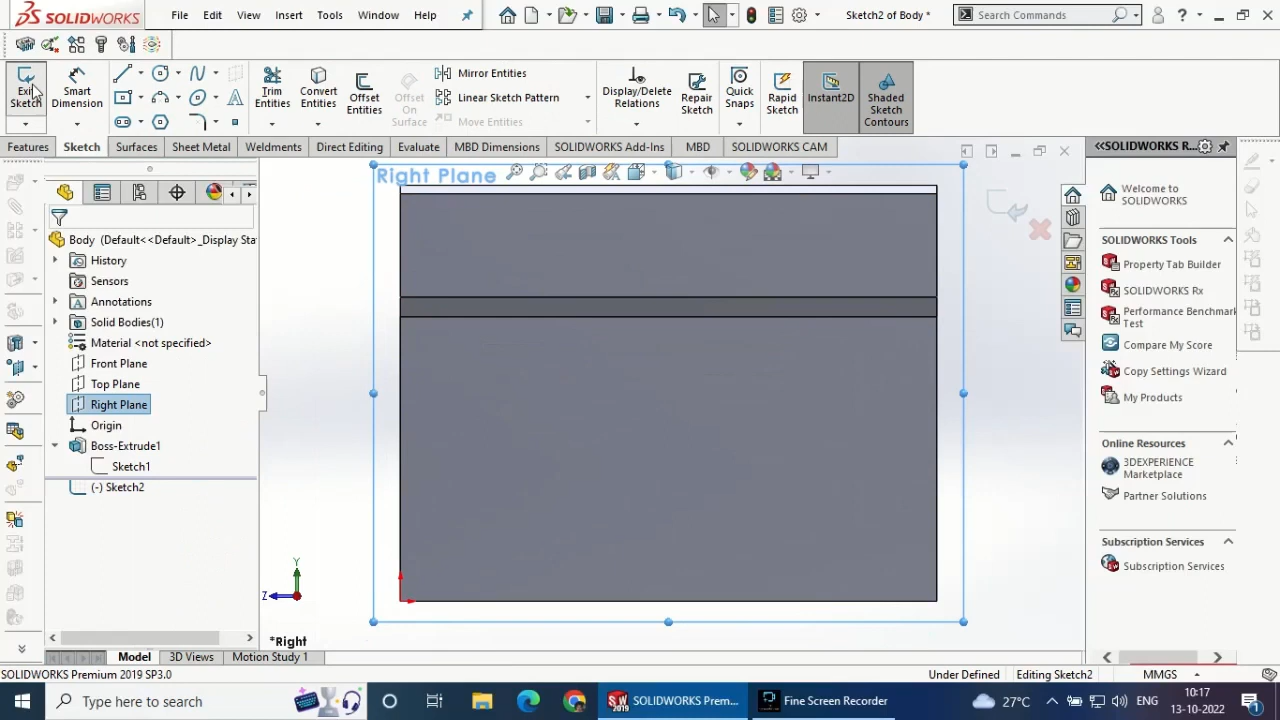 SOLIDWORKS
File
Edit
View
Insert
Tools
Window
Help
Sketch2 of Body *
Search Commands
?
Exit
Sketch
Smart
Dimension
Trim
Entities
Convert
Entities
Offset
Entities
Offset
On
Surface
Mirror Entities
Linear Sketch Pattern
Move Entities
Display/Delete
Relations
Repair
Sketch
Quick
Snaps
Rapid
Sketch
Instant2D
Shaded
Sketch
Contours
Features
Sketch
Surfaces
Sheet Metal
Weldments
Direct Editing
Evaluate
MBD Dimensions
SOLIDWORKS Add-Ins
MBD
SOLIDWORKS CAM
Body (Default<<Default>_Display Sta
History
Sensors
Annotations
Solid Bodies(1)
Material <not specified>
Front Plane
Top Plane
Right Plane
Origin
Boss-Extrude1
Sketch1
(-) Sketch2
Right Plane
Y
Z
*Right
<<SOLIDWORKS R...
Welcome to
SOLIDWORKS
SOLIDWORKS Tools
Property Tab Builder
SOLIDWORKS Rx
Performance Benchmark
Test
Compare My Score
Copy Settings Wizard
My Products
Online Resources
3DEXPERIENCE
Marketplace
Partner Solutions
Subscription Services
Subscription Services
Model
3D Views
Motion Study 1
SOLIDWORKS Premium 2019 SP3.0
Under Defined
Editing Sketch2
MMGS
Type here to search
SW
2019
SOLIDWORKS Prem...
Fine Screen Recorder
27°C
ENG
10:17
13-10-2022
1